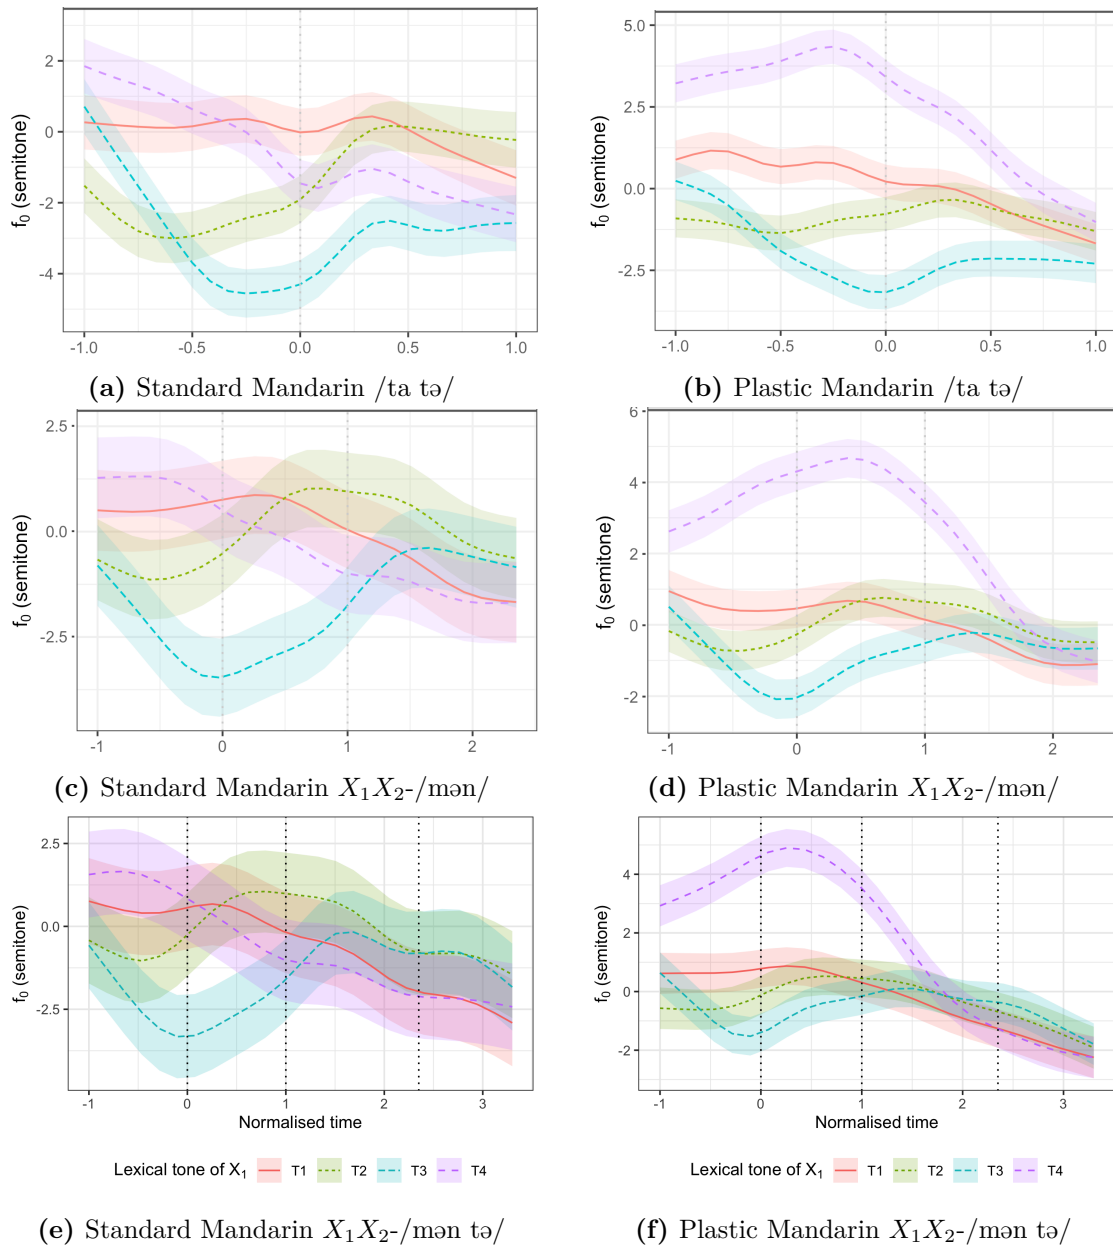 f₀ (semitone)
2
0
-2
-4
-1.0 -0.5 0.0 0.5 1.0
(a) Standard Mandarin /ta tə/
f₀ (semitone)
5.0
2.5
0.0
-2.5
-1.0 -0.5 0.0 0.5 1.0
(b) Plastic Mandarin /ta tə/
f₀ (semitone)
2.5
0.0
-2.5
-1 0 1 2
(c) Standard Mandarin X₁X₂-/mən/
f₀ (semitone)
6
4
2
0
-2
-1 0 1 2
(d) Plastic Mandarin X₁X₂-/mən/
f₀ (semitone)
2.5
0.0
-2.5
-1 0 1 2 3
Normalised time
Lexical tone of X₁ T1 T2 T3 T4
(e) Standard Mandarin X₁X₂-/mən tə/
f₀ (semitone)
4
2
0
-2
-1 0 1 2 3
Normalised time
Lexical tone of X₁ T1 T2 T3 T4
(f) Plastic Mandarin X₁X₂-/mən tə/